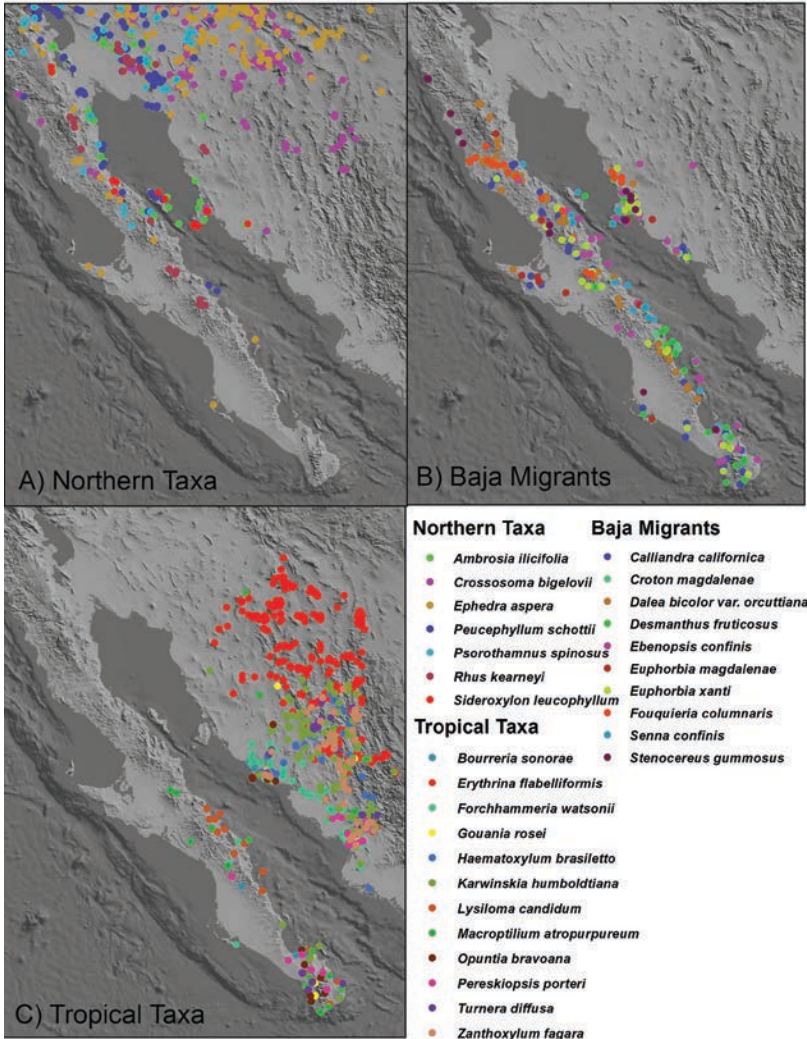 A) Northern Taxa
B) Baja Migrants
C) Tropical Taxa
Northern Taxa
Ambrosia ilicifolia
Crossosoma bigelovii
Ephedra aspera
Peucephyllum schottii
Psorothamnus spinosus
Rhus kearneyi
Sideroxylon leucophyllum
Tropical Taxa
Bourreria sonorae
Erythrina flabelliformis
Forchhammeria watsonii
Gouania rosei
Haematoxylum brasiletto
Karwinskia humboldtiana
Lysiloma candidum
Macroptilium atropurpureum
Opuntia bravoana
Pereskiopsis porteri
Turnera diffusa
Zanthoxylum fagara
Baja Migrants
Calliandra californica
Croton magdalenae
Dalea bicolor var. orcuttiana
Desmanthus fruticosus
Ebenopsis confinis
Euphorbia magdalenae
Euphorbia xanti
Fouquieria columnaris
Senna confinis
Stenocereus gummosus